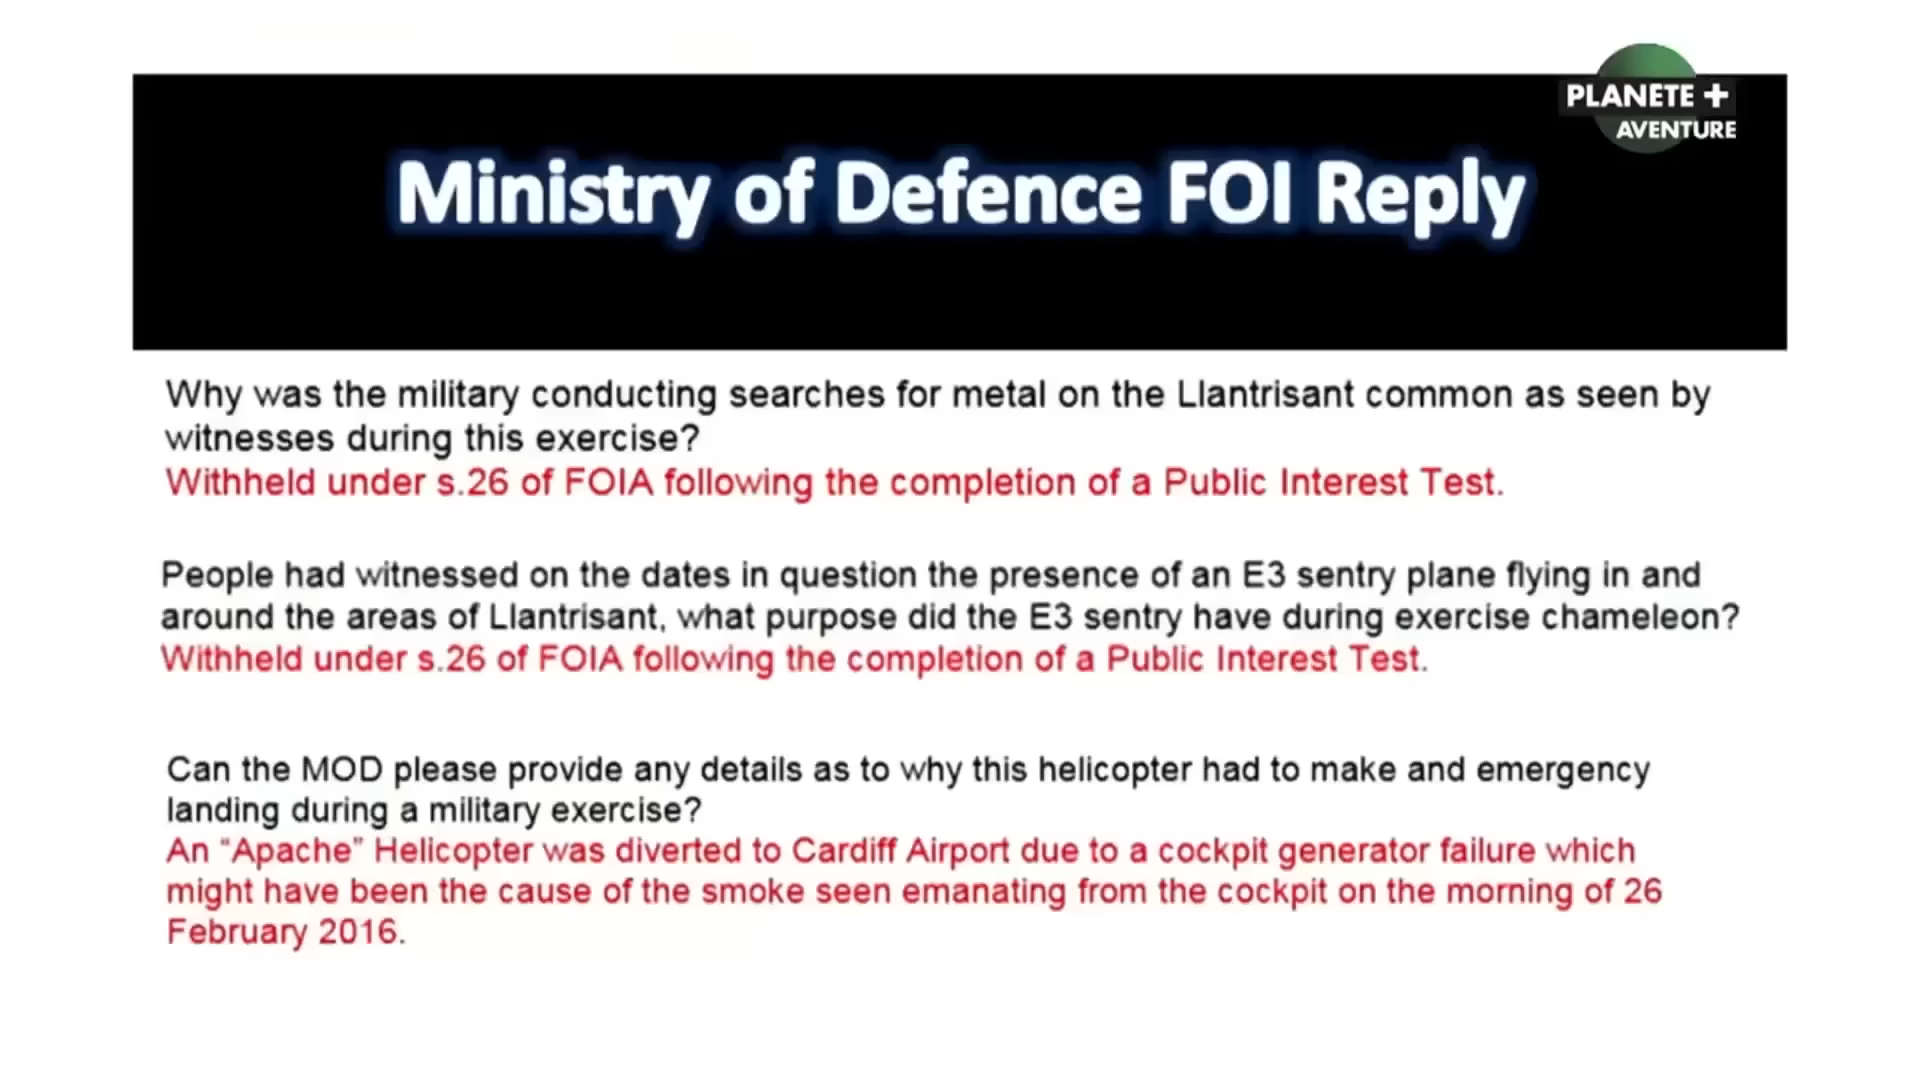 PLANETE +
AVENTURE
Ministry of Defence FOI Reply
Why was the military conducting searches for metal on the Llantrisant common as seen by
witnesses during this exercise?
Withheld under s.26 of FOIA following the completion of a Public Interest Test.
People had witnessed on the dates in question the presence of an E3 sentry plane flying in and
around the areas of Llantrisant, what purpose did the E3 sentry have during exercise chameleon?
Withheld under s.26 of FOIA following the completion of a Public Interest Test.
Can the MOD please provide any details as to why this helicopter had to make and emergency
landing during a military exercise?
An “Apache” Helicopter was diverted to Cardiff Airport due to a cockpit generator failure which
might have been the cause of the smoke seen emanating from the cockpit on the morning of 26
February 2016.